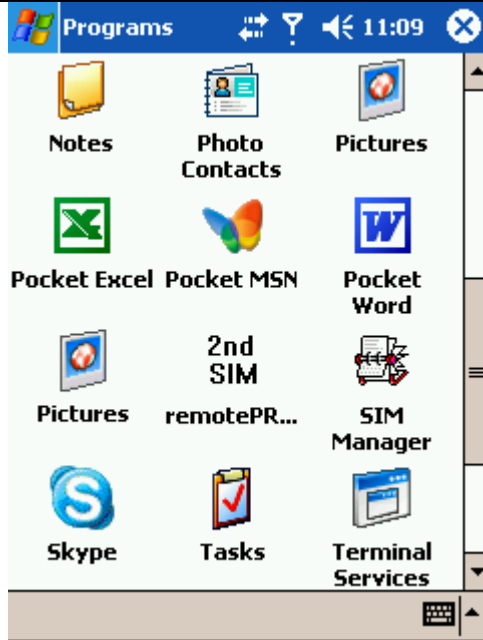 Programs 11:09
Notes Photo Contacts Pictures
Pocket Excel Pocket MSN Pocket Word
2nd
SIM
Pictures remotePR... SIM Manager
Skype Tasks Terminal Services